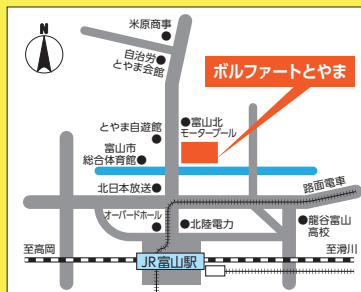 米原商事
N
自治労
とやま会館
ボルファートとやま
富山北
モータープール
とやま自遊館
富山市
総合体育館
北日本放送
路面電車
オーバードホール
北陸電力
龍谷富山
高校
至高岡
至滑川
JR富山駅